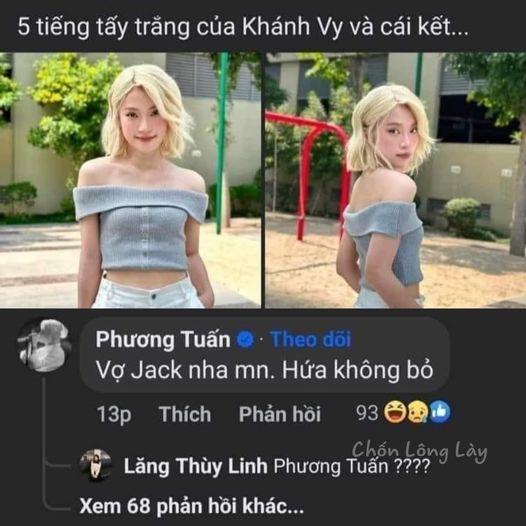 5 tiếng tấy trắng của Khánh Vy và cái kết...
Phương Tuấn · Theo dõi
Vợ Jack nha mn. Hứa không bỏ
13p Thích Phản hồi 93
Chốn Lông Lày
Lăng Thùy Linh Phương Tuấn ????
Xem 68 phản hồi khác...